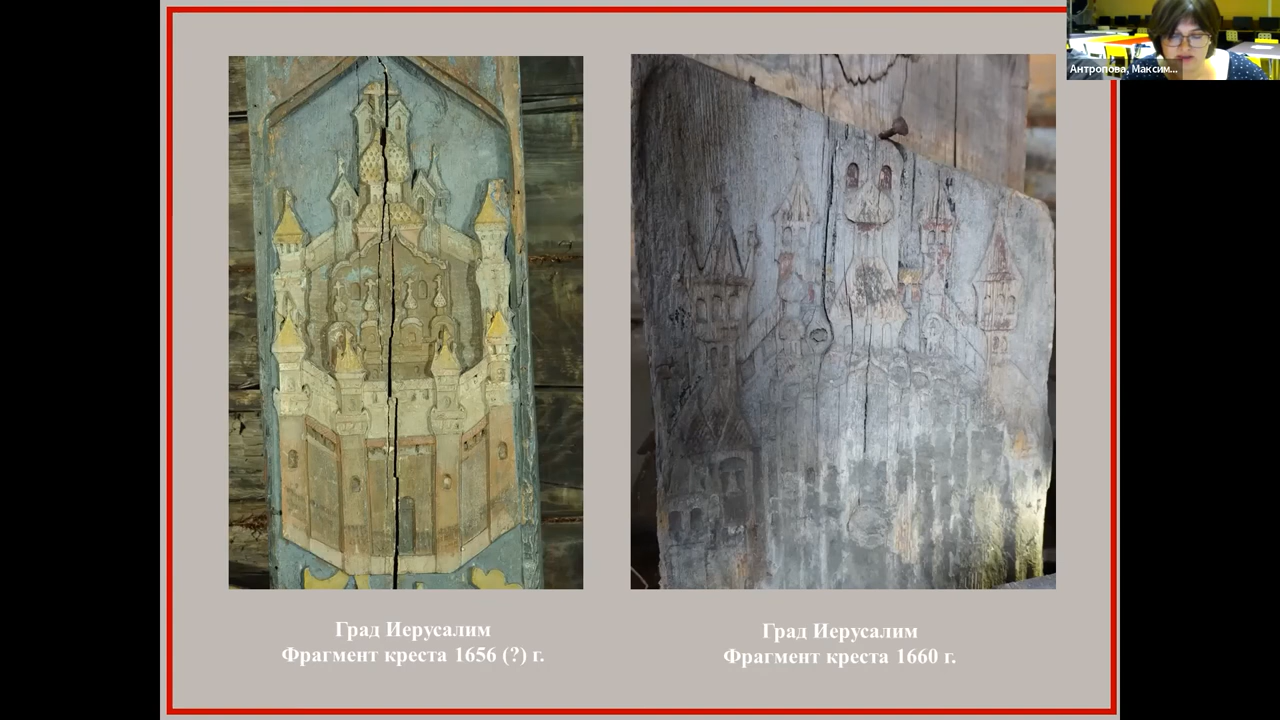 Антропова, Максим...
Град Иерусалим
Фрагмент креста 1656 (?) г.
Град Иерусалим
Фрагмент креста 1660 г.